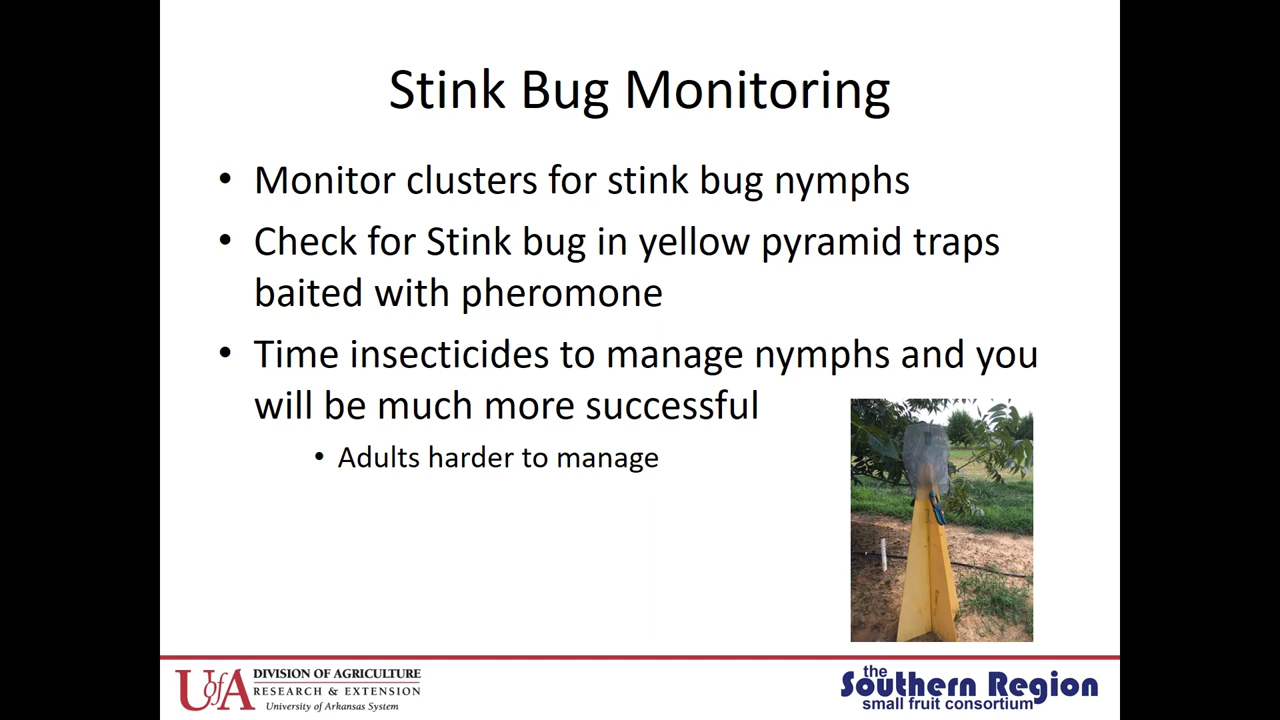 Stink Bug Monitoring
• Monitor clusters for stink bug nymphs
• Check for Stink bug in yellow pyramid traps
baited with pheromone
• Time insecticides to manage nymphs and you
will be much more successful
• Adults harder to manage
UofA
DIVISION OF AGRICULTURE
RESEARCH & EXTENSION
University of Arkansas System
the
Southern Region
small fruit consortium